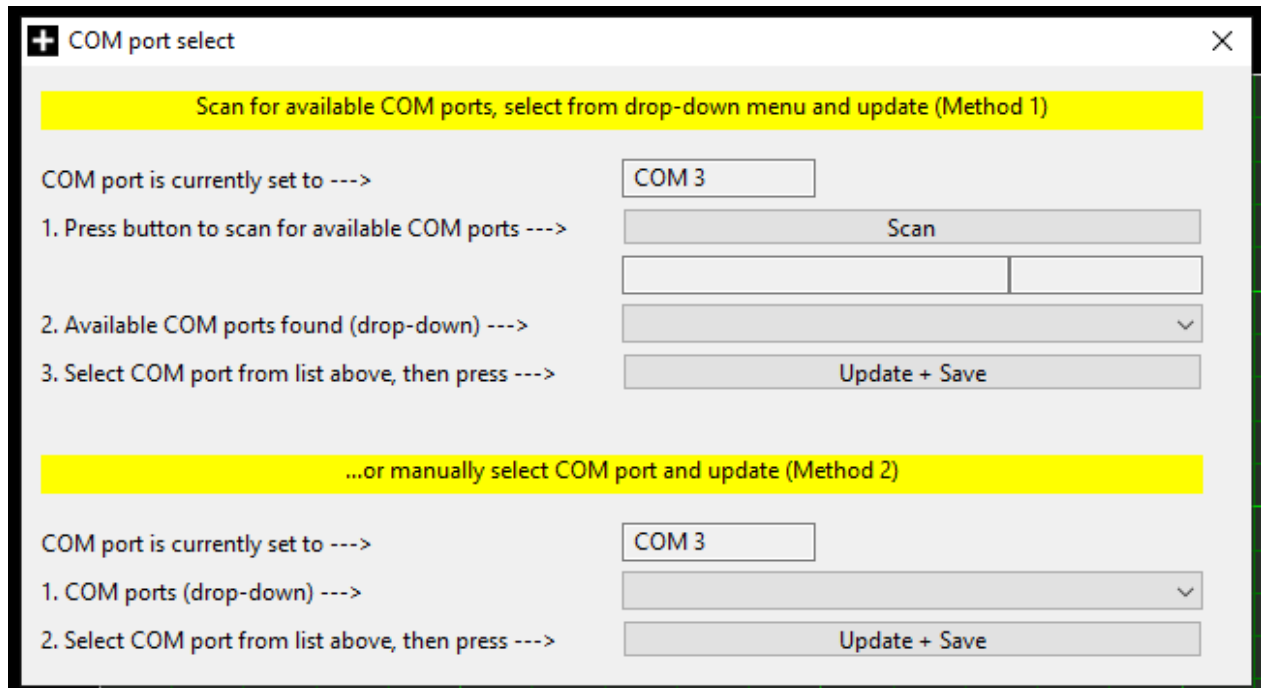 COM port select
Scan for available COM ports, select from drop-down menu and update (Method 1)
COM port is currently set to ---> COM 3
1. Press button to scan for available COM ports ---> Scan
2. Available COM ports found (drop-down) --->
3. Select COM port from list above, then press ---> Update + Save
...or manually select COM port and update (Method 2)
COM port is currently set to ---> COM 3
1. COM ports (drop-down) --->
2. Select COM port from list above, then press ---> Update + Save